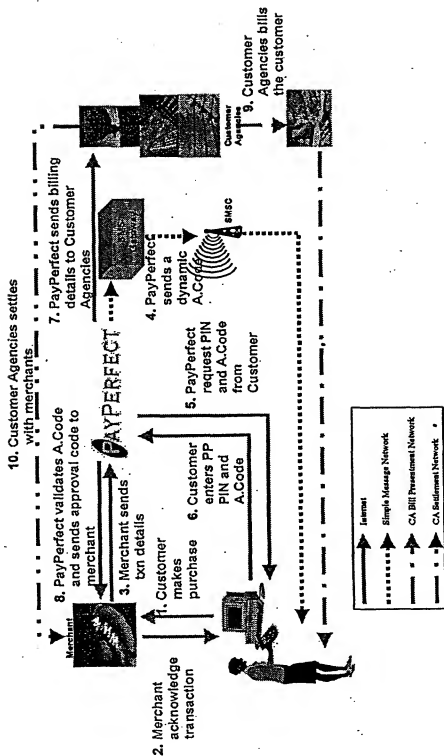 10. Customer Agencies settles
with merchants
8. PayPerfect validates A.Code
and sends approval code to
merchant
7. PayPerfect sends billing
details to Customer
Agencies
Merchant
3. Merchant sends
txn details
PAYPERFECT
4. PayPerfect
sends a
dynamic
A.Code
SMSC
Customer
Agencies
9. Customer
Agencies bills
the customer
1. Customer
makes
purchase
6. Customer
enters PP
PIN and
A.Code
5. PayPerfect
request PIN
and A.Code
from
Customer
2. Merchant
acknowledge
transaction
Internet
Simple Message Network
CA Bill Presentment Network
CA Settlement Network